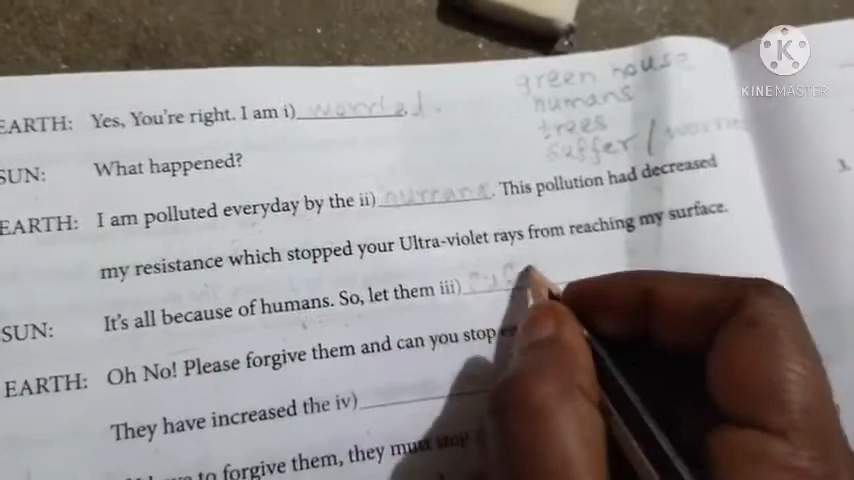 EARTH: Yes, You're right. I am i) worried.
green house
humans
trees
suffer / worried
SUN: What happened?
EARTH: I am polluted everyday by the ii) humans. This pollution had decreased
my resistance which stopped your Ultra-violet rays from reaching my surface.
3.
SUN: It's all because of humans. So, let them iii)
EARTH: Oh No! Please forgive them and can you stop
They have increased the iv)
to forgive them, they must stop
KINEMASTER